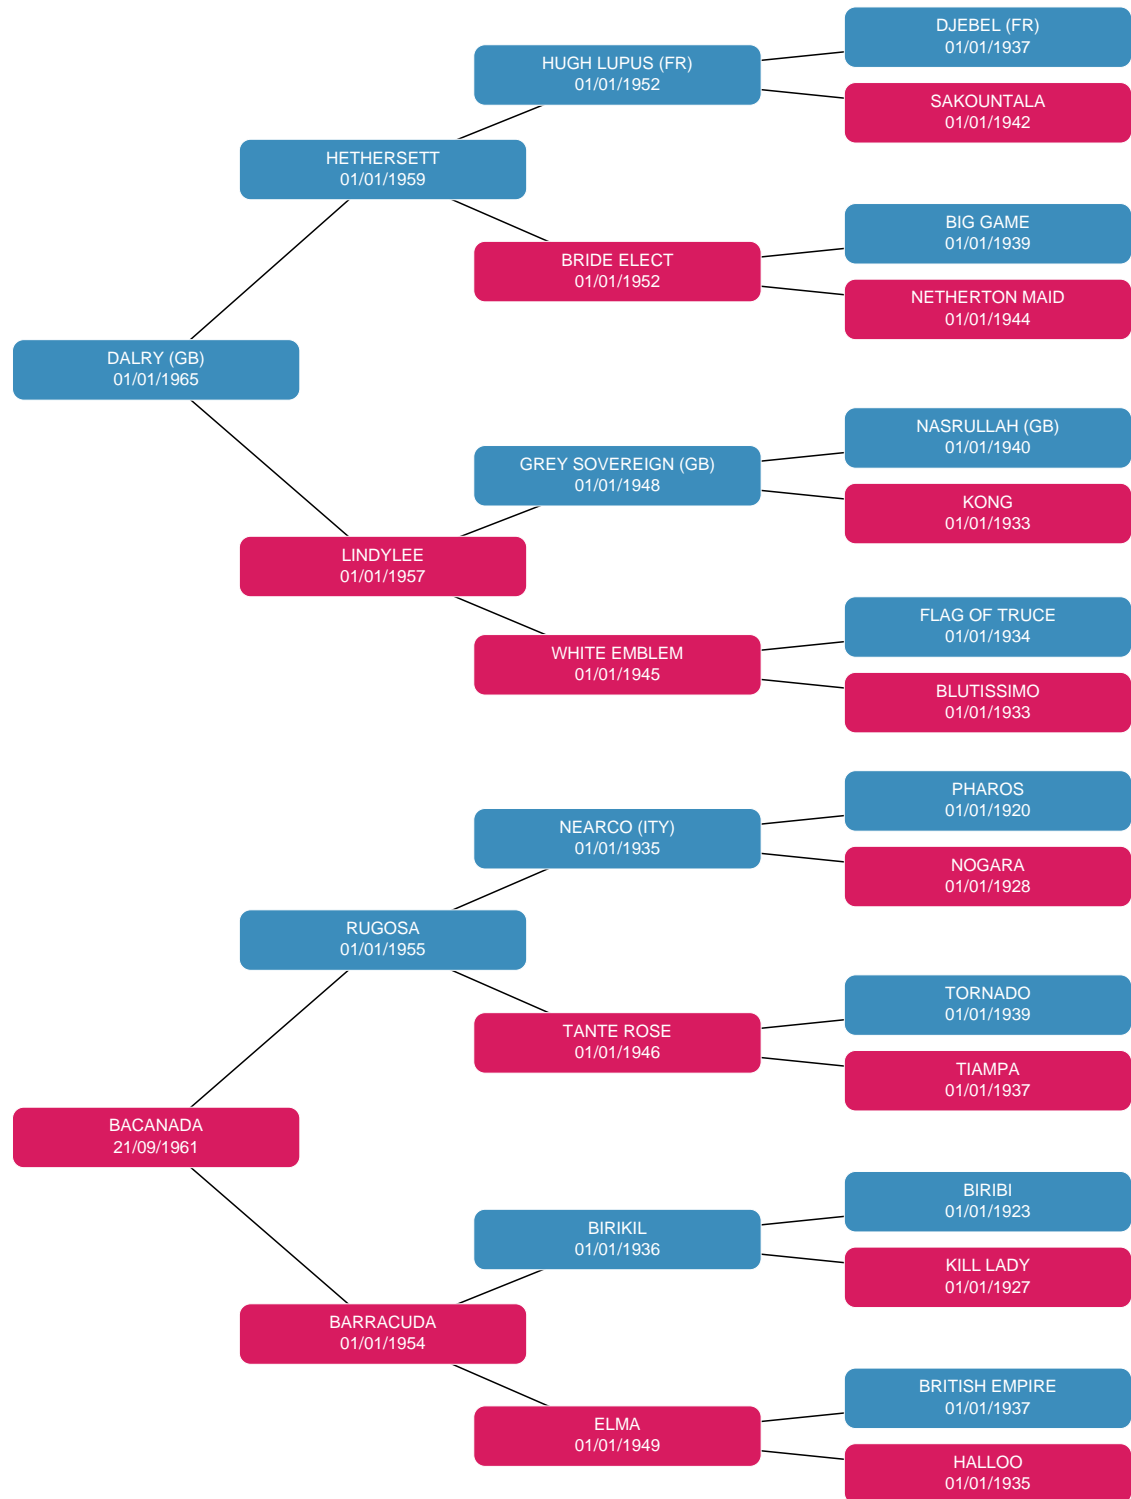 DJEBEL (FR)
01/01/1937
HUGH LUPUS (FR)
01/01/1952
SAKOUNTALA
01/01/1942
HETHERSETT
01/01/1959
BIG GAME
01/01/1939
BRIDE ELECT
01/01/1952
NETHERTON MAID
01/01/1944
DALRY (GB)
01/01/1965
NASRULLAH (GB)
01/01/1940
GREY SOVEREIGN (GB)
01/01/1948
KONG
01/01/1933
LINDYLEE
01/01/1957
FLAG OF TRUCE
01/01/1934
WHITE EMBLEM
01/01/1945
BLUTISSIMO
01/01/1933
PHAROS
01/01/1920
NEARCO (ITY)
01/01/1935
NOGARA
01/01/1928
RUGOSA
01/01/1955
TORNADO
01/01/1939
TANTE ROSE
01/01/1946
TIAMPA
01/01/1937
BACANADA
21/09/1961
BIRIBI
01/01/1923
BIRIKIL
01/01/1936
KILL LADY
01/01/1927
BARRACUDA
01/01/1954
BRITISH EMPIRE
01/01/1937
ELMA
01/01/1949
HALLOO
01/01/1935